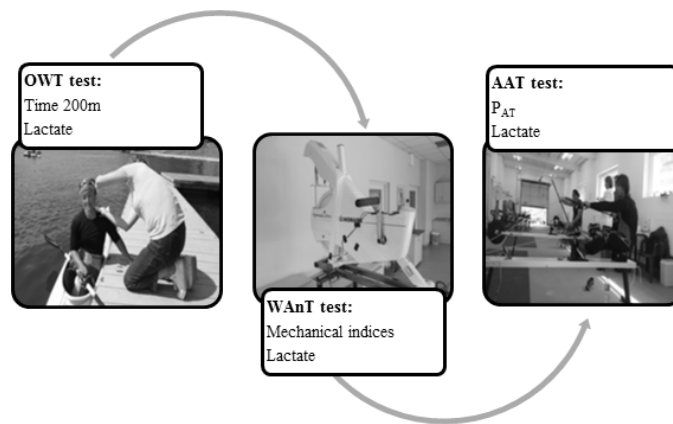 OWT test:
Time 200m
Lactate
WAnT test:
Mechanical indices
Lactate
AAT test:
PAT
Lactate